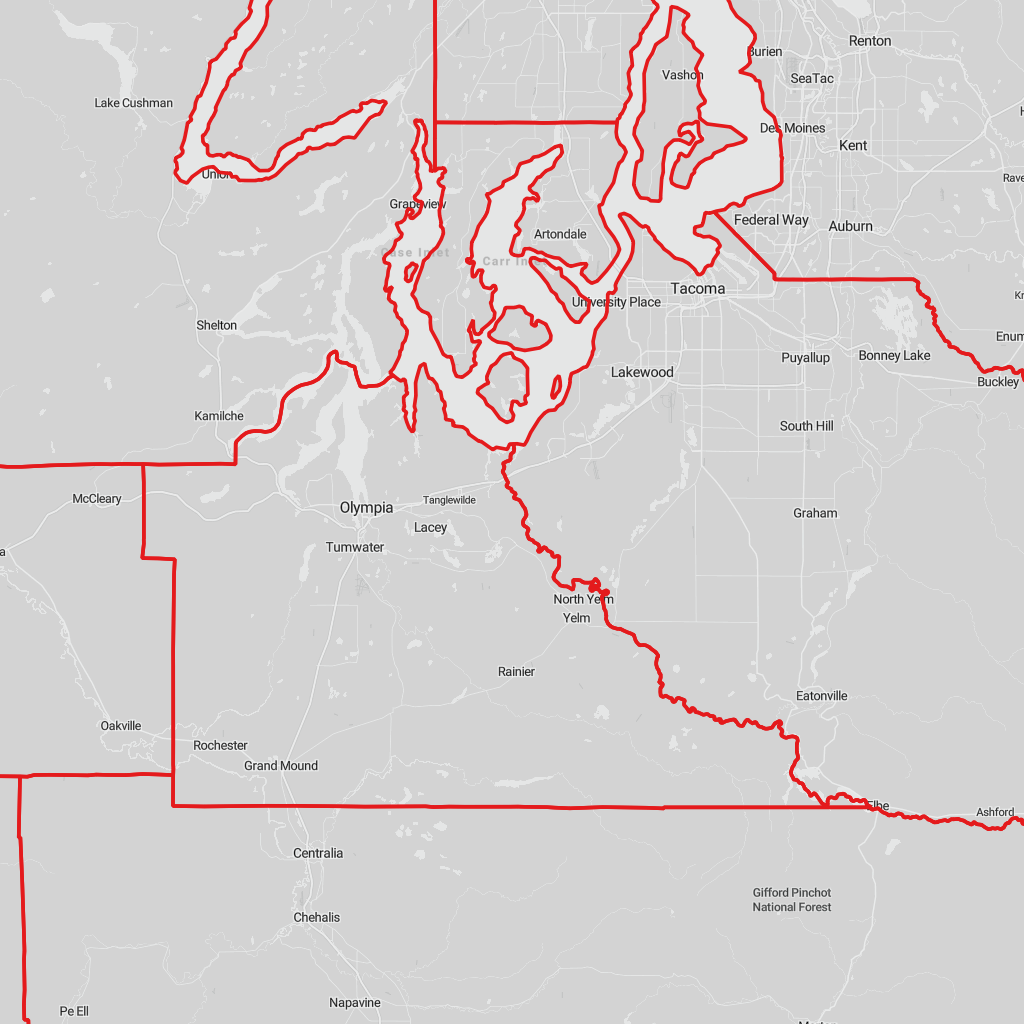 Renton
Burien
Vashon
SeaTac
Lake Cushman
Des Moines
Kent
Union
Grapeview
Federal Way
Auburn
Artondale
Case Inlet
Carr In
Tacoma
University Place
Shelton
Puyallup
Bonney Lake
Lakewood
Buckley
Kamilche
South Hill
McCleary
Tanglewilde
Olympia
Graham
Lacey
Tumwater
North Yelm
Yelm
Rainier
Eatonville
Oakville
Rochester
Grand Mound
Elbe
Ashford
Centralia
Gifford Pinchot
National Forest
Chehalis
Napavine
Pe Ell